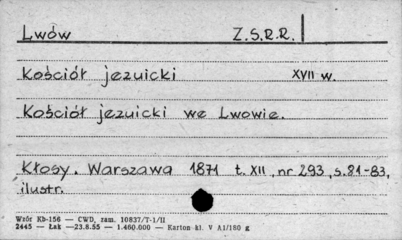 Lwów Z.S.R.R.
Kościół jezuicki XVII w.
Kościół jezuicki we Lwowie.
Kłosy. Warszawa 1871 t. XII, nr 293, s. 81-83,
ilustr.
Wzór Kb-156 — CWD, zam. 10837/T-1/II
2445 — Łak —23.8.55 — 1.460.000 — Karton kl. V A1/180 g